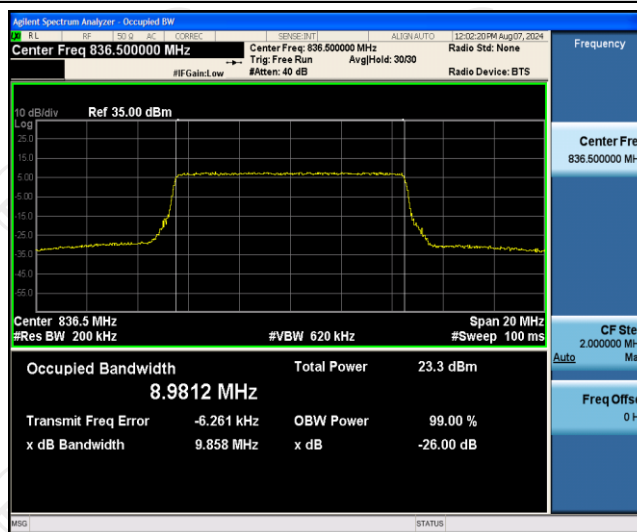 Agilent Spectrum Analyzer - Occupied BW
RL RF 50 Ω AC CORREC SENSE:INT ALIGN AUTO 12:02:20 PM Aug 07, 2024
Center Freq 836.500000 MHz Center Freq: 836.500000 MHz Radio Std: None
Trig: Free Run Avg|Hold: 30/30
#IFGain:Low #Atten: 40 dB Radio Device: BTS
10 dB/div Ref 35.00 dBm
Log
25.0
15.0
5.00
-5.00
-15.0
-25.0
-35.0
-45.0
-55.0
Center 836.5 MHz Span 20 MHz
#Res BW 200 kHz #VBW 620 kHz #Sweep 100 ms
Occupied Bandwidth Total Power 23.3 dBm
8.9812 MHz
Transmit Freq Error -6.261 kHz OBW Power 99.00 %
x dB Bandwidth 9.858 MHz x dB -26.00 dB
MSG STATUS
Frequency
Center Fre
836.500000 MH
CF Ste
2.000000 MH
Auto Ma
Freq Offse
0 H